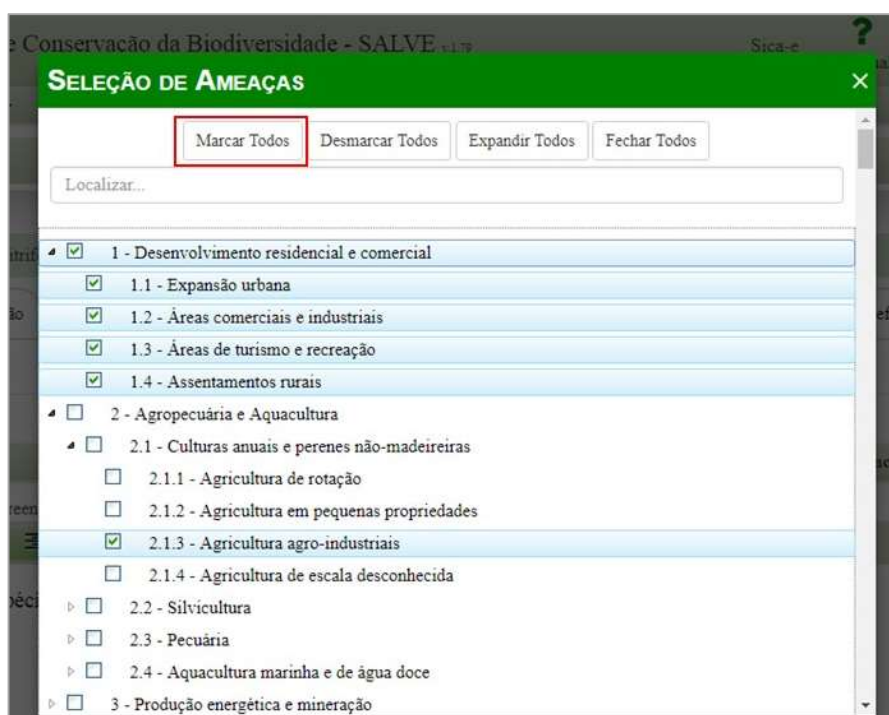 e Conservação da Biodiversidade - SALVE v.1.79 Sica-e ?
SELEÇÃO DE AMEAÇAS ×
Marcar Todos Desmarcar Todos Expandir Todos Fechar Todos
Localizar...
1 - Desenvolvimento residencial e comercial
1.1 - Expansão urbana
1.2 - Áreas comerciais e industriais
1.3 - Áreas de turismo e recreação
1.4 - Assentamentos rurais
2 - Agropecuária e Aquacultura
2.1 - Culturas anuais e perenes não-madeireiras
2.1.1 - Agricultura de rotação
2.1.2 - Agricultura em pequenas propriedades
2.1.3 - Agricultura agro-industriais
2.1.4 - Agricultura de escala desconhecida
2.2 - Silvicultura
2.3 - Pecuária
2.4 - Aquacultura marinha e de água doce
3 - Produção energética e mineração